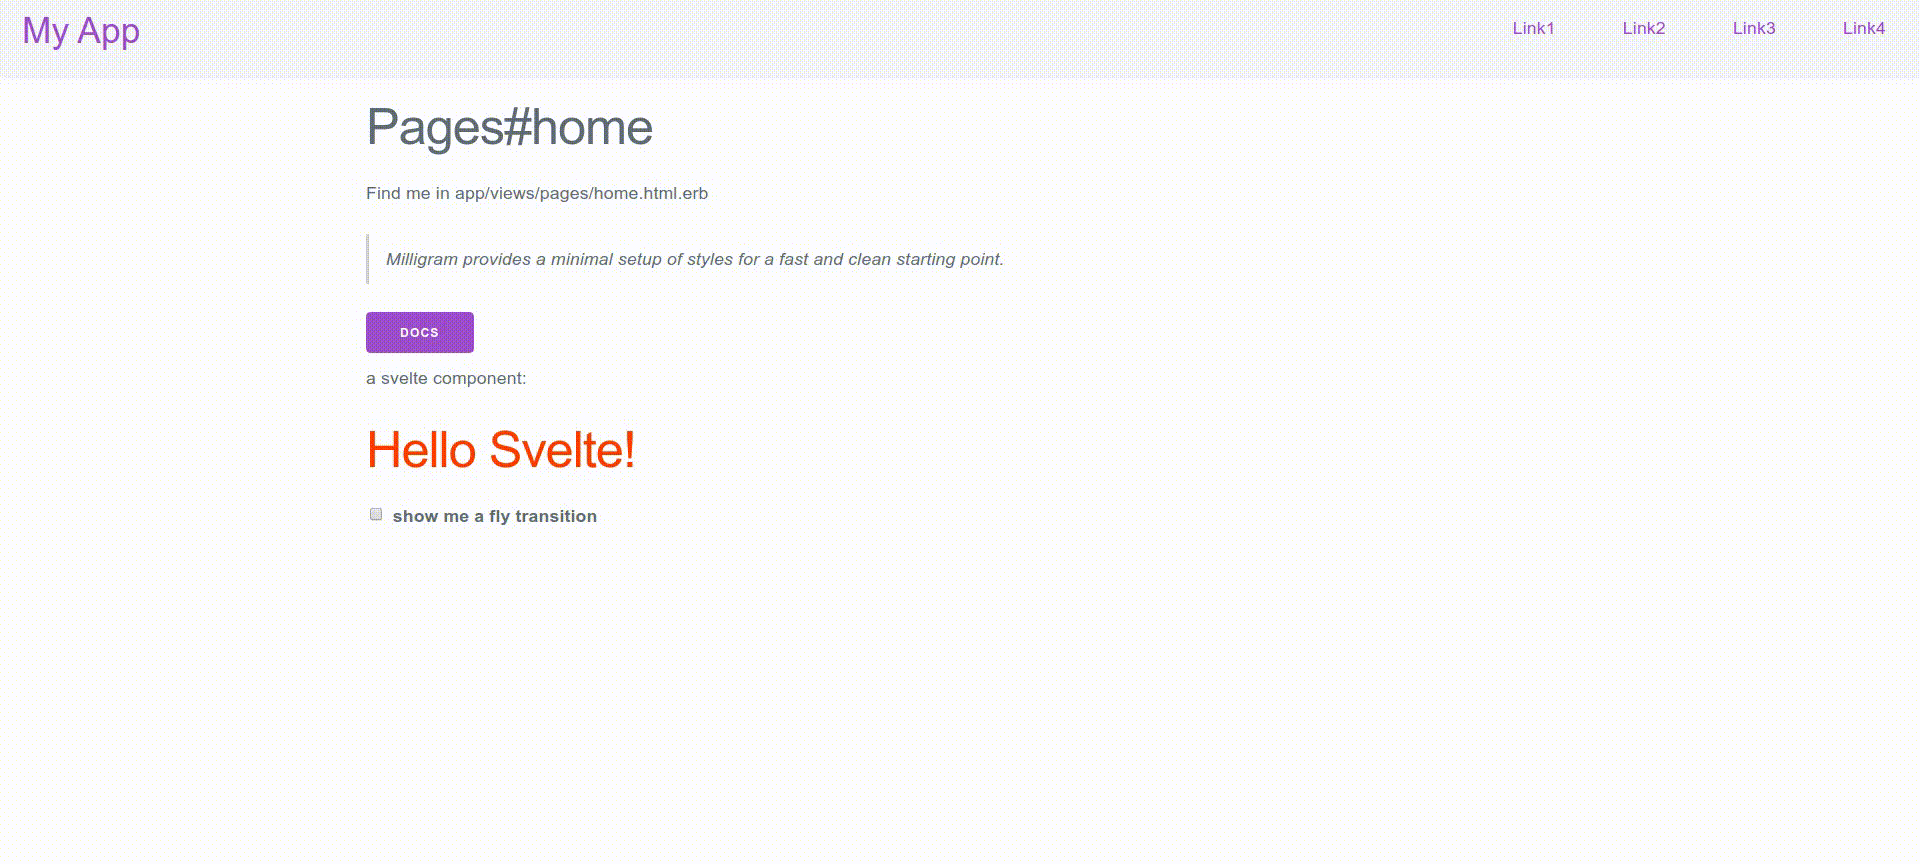 My App
Link1 Link2 Link3 Link4
Pages#home
Find me in app/views/pages/home.html.erb
Milligram provides a minimal setup of styles for a fast and clean starting point.
DOCS
a svelte component:
Hello Svelte!
show me a fly transition